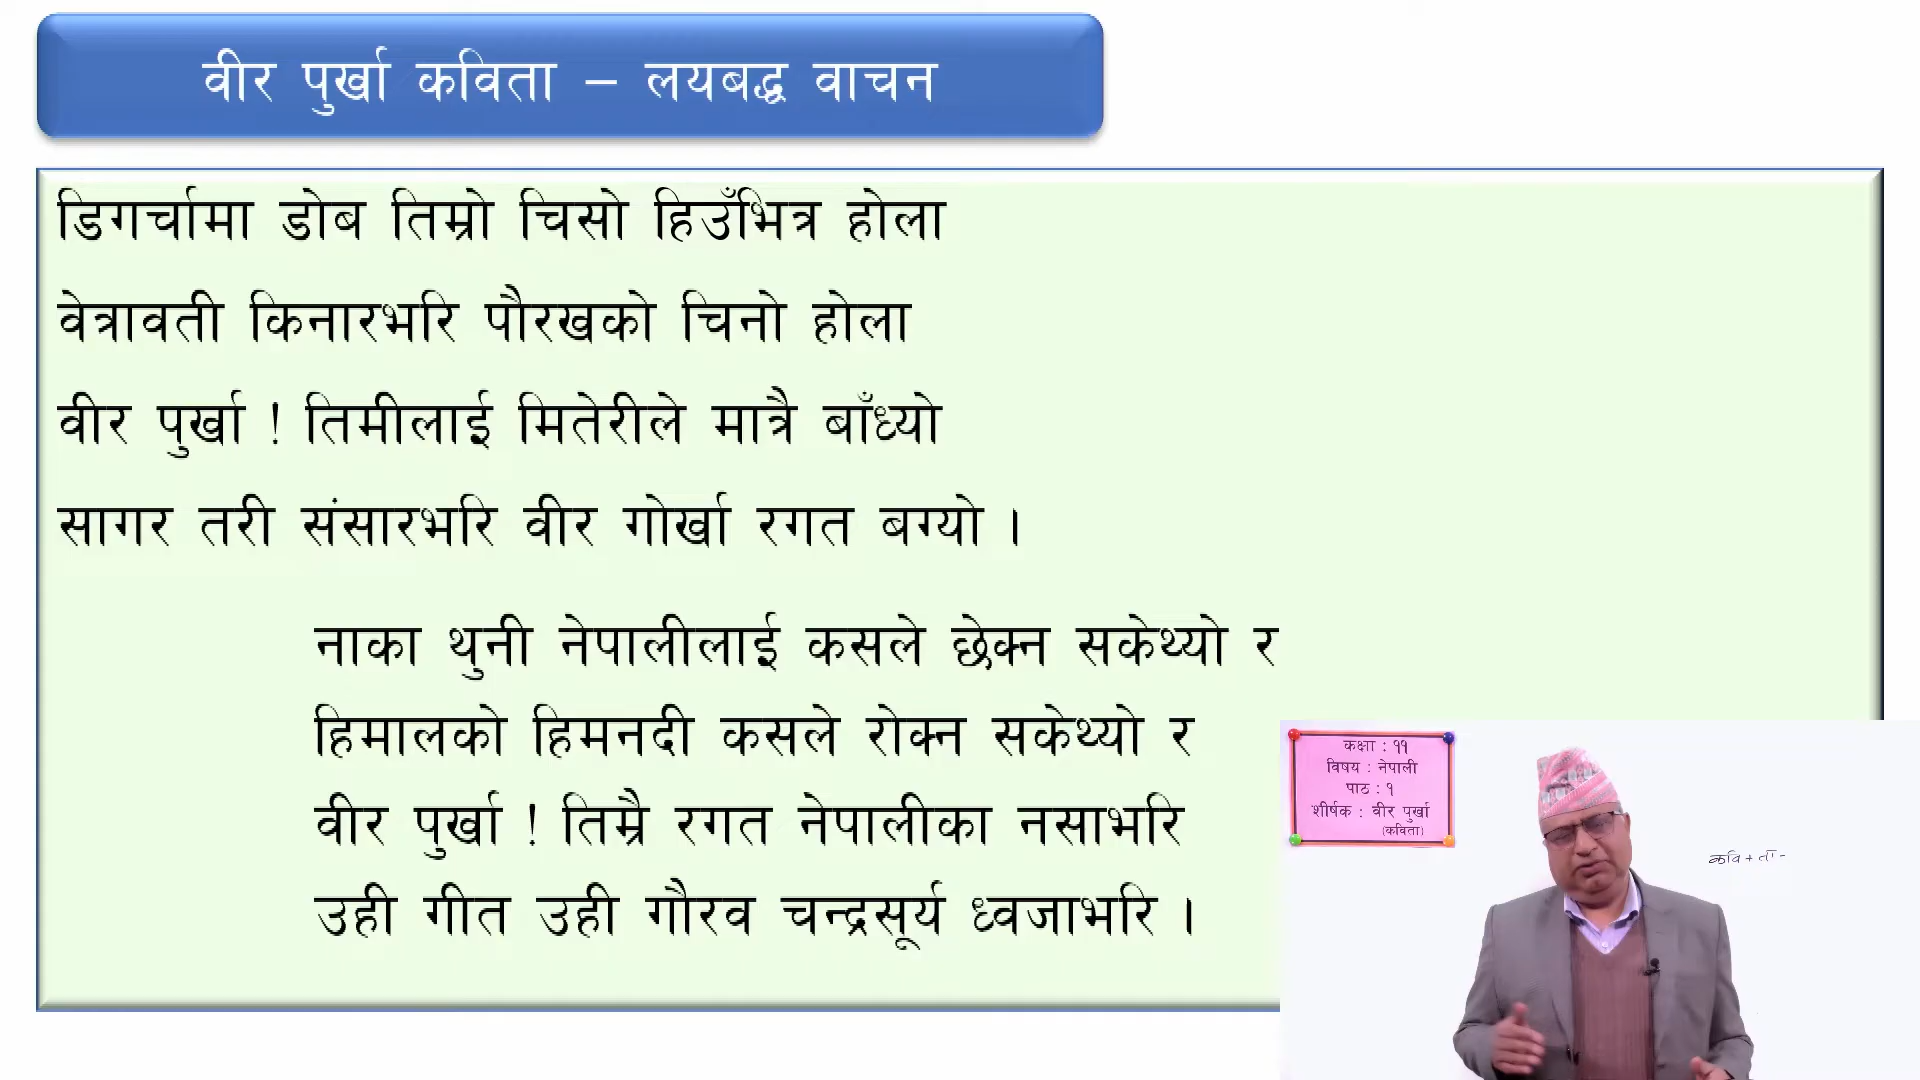 वीर पुर्खा कविता – लयबद्ध वाचन
डिगर्चामा डोब तिम्रो चिसो हिउँभित्र होला
वेत्रावती किनारभरि पौरखको चिनो होला
वीर पुर्खा ! तिमीलाई मितेरीले मात्रै बाँध्यो
सागर तरी संसारभरि वीर गोर्खा रगत बग्यो ।
नाका थुनी नेपालीलाई कसले छेक्न सकेथ्यो र
हिमालको हिमनदी कसले रोक्न सकेथ्यो र
वीर पुर्खा ! तिम्रै रगत नेपालीका नसाभरि
उही गीत उही गौरव चन्द्रसूर्य ध्वजाभरि ।
कक्षा : ११
विषय : नेपाली
पाठ : १
शीर्षक : वीर पुर्खा
(कविता)
कवि + ता -